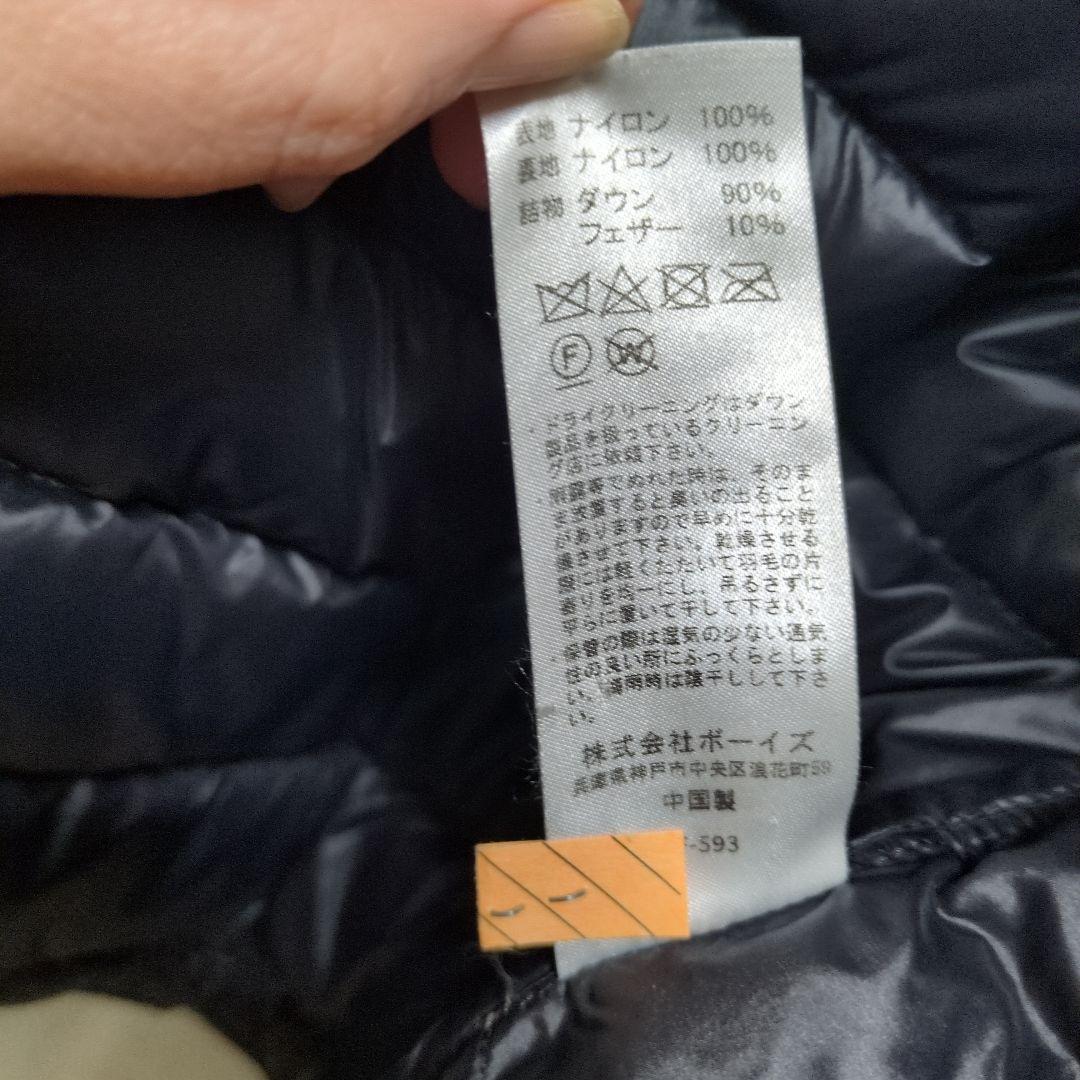 表地 ナイロン 100%
裏地 ナイロン 100%
詰物 ダウン 90%
フェザー 10%
F W
・ドライクリーニングはダウン
製品を扱っているクリーニン
グ店に依頼下さい。
・雨露等でぬれた時は、そのま
ま放置すると臭いの出ること
がありますので早めに十分乾
燥させて下さい。乾燥させる
際には軽くたたいて羽毛の片
寄りを均一にし、吊るさずに
平らに置いて干して下さい。
・保管の際は湿気の少ない通気
性の良い所にふっくらとしま
い、梅雨明時は陰干しして下さ
い。
株式会社ボーイズ
兵庫県神戸市中央区浪花町59
中国製
F-593